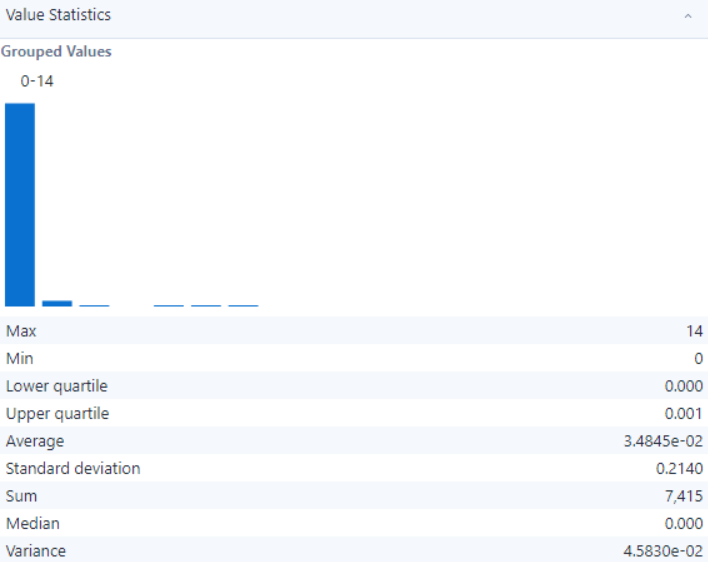 Value Statistics
Grouped Values
0-14
Max 14
Min 0
Lower quartile 0.000
Upper quartile 0.001
Average 3.4845e-02
Standard deviation 0.2140
Sum 7,415
Median 0.000
Variance 4.5830e-02